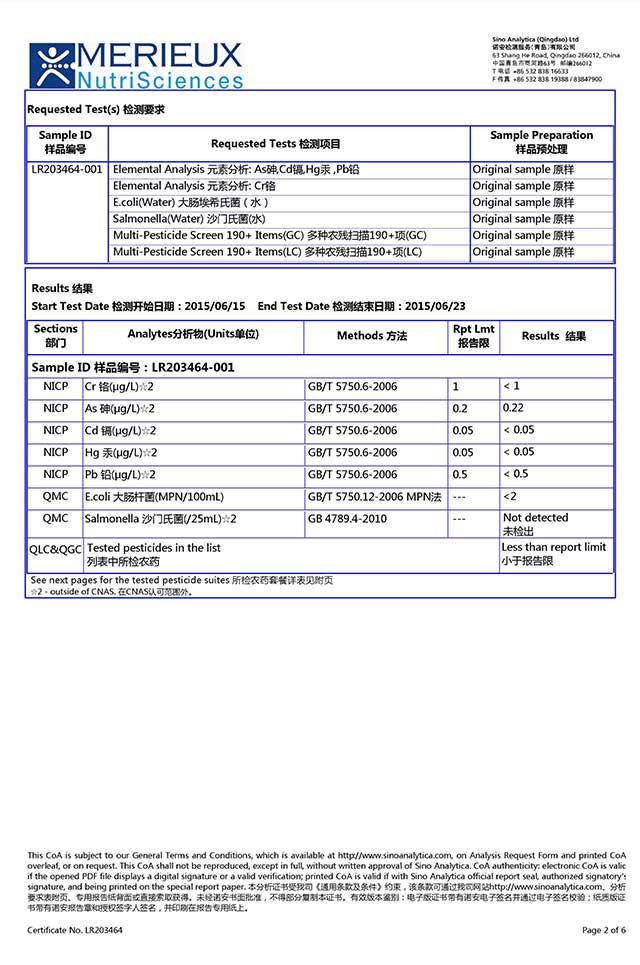 MERIEUX
NutriSciences
Sino Analytica (Qingdao) Ltd
诺安检测服务(青岛)有限公司
63 Shang He Road, Qingdao 266012, China
中国青岛市商河路63号 邮编266012
T 电话 +86 532 838 16633
F 传真 +86 532 838 19388 / 83847900
Requested Test(s) 检测要求
Sample ID 样品编号 Requested Tests 检测项目 Sample Preparation 样品预处理
LR203464-001 Elemental Analysis 元素分析: As砷,Cd镉,Hg汞 ,Pb铅 Original sample 原样
Elemental Analysis 元素分析: Cr铬 Original sample 原样
E.coli(Water) 大肠埃希氏菌 ( 水 ) Original sample 原样
Salmonella(Water) 沙门氏菌(水) Original sample 原样
Multi-Pesticide Screen 190+ Items(GC) 多种农残扫描190+项(GC) Original sample 原样
Multi-Pesticide Screen 190+ Items(LC) 多种农残扫描190+项(LC) Original sample 原样
Results 结果
Start Test Date 检测开始日期：2015/06/15 End Test Date 检测结束日期：2015/06/23
Sections 部门 Analytes分析物(Units单位) Methods 方法 Rpt Lmt 报告限 Results 结果
Sample ID 样品编号：LR203464-001
NICP Cr 铬(μg/L)☆2 GB/T 5750.6-2006 1 < 1
NICP As 砷(μg/L)☆2 GB/T 5750.6-2006 0.2 0.22
NICP Cd 镉(μg/L)☆2 GB/T 5750.6-2006 0.05 < 0.05
NICP Hg 汞(μg/L)☆2 GB/T 5750.6-2006 0.05 < 0.05
NICP Pb 铅(μg/L)☆2 GB/T 5750.6-2006 0.5 < 0.5
QMC E.coli 大肠杆菌(MPN/100mL) GB/T 5750.12-2006 MPN法 --- <2
QMC Salmonella 沙门氏菌(/25mL)☆2 GB 4789.4-2010 --- Not detected 未检出
QLC&QGC Tested pesticides in the list 列表中所检农药 Less than report limit 小于报告限
See next pages for the tested pesticide suites 所检农药套餐详表见附页
☆2 - outside of CNAS. 在CNAS认可范围外。
This CoA is subject to our General Terms and Conditions, which is available at http://www.sinoanalytica.com, on Analysis Request Form and printed CoA
overleaf, or on request. This CoA shall not be reproduced, except in full, without written approval of Sino Analytica. CoA authenticity: electronic CoA is valid
if the opened PDF file displays a digital signature or a valid verification; printed CoA is valid if with Sino Analytica official report seal, authorized signatory's
signature, and being printed on the special report paper. 本分析证书受我司《通用条款及条件》约束，该条款可通过我司网站http://www.sinoanalytica.com、分析
要求表附页、专用报告纸背面或直接索取获得。未经诺安书面批准，不得部分复制本证书。有效版本鉴别：电子版证书带有诺安电子签名并通过电子签名校验；纸质版证
书带有诺安报告章和授权签字人签名，并印刷在报告专用纸上。
Certificate No. LR203464 Page 2 of 6